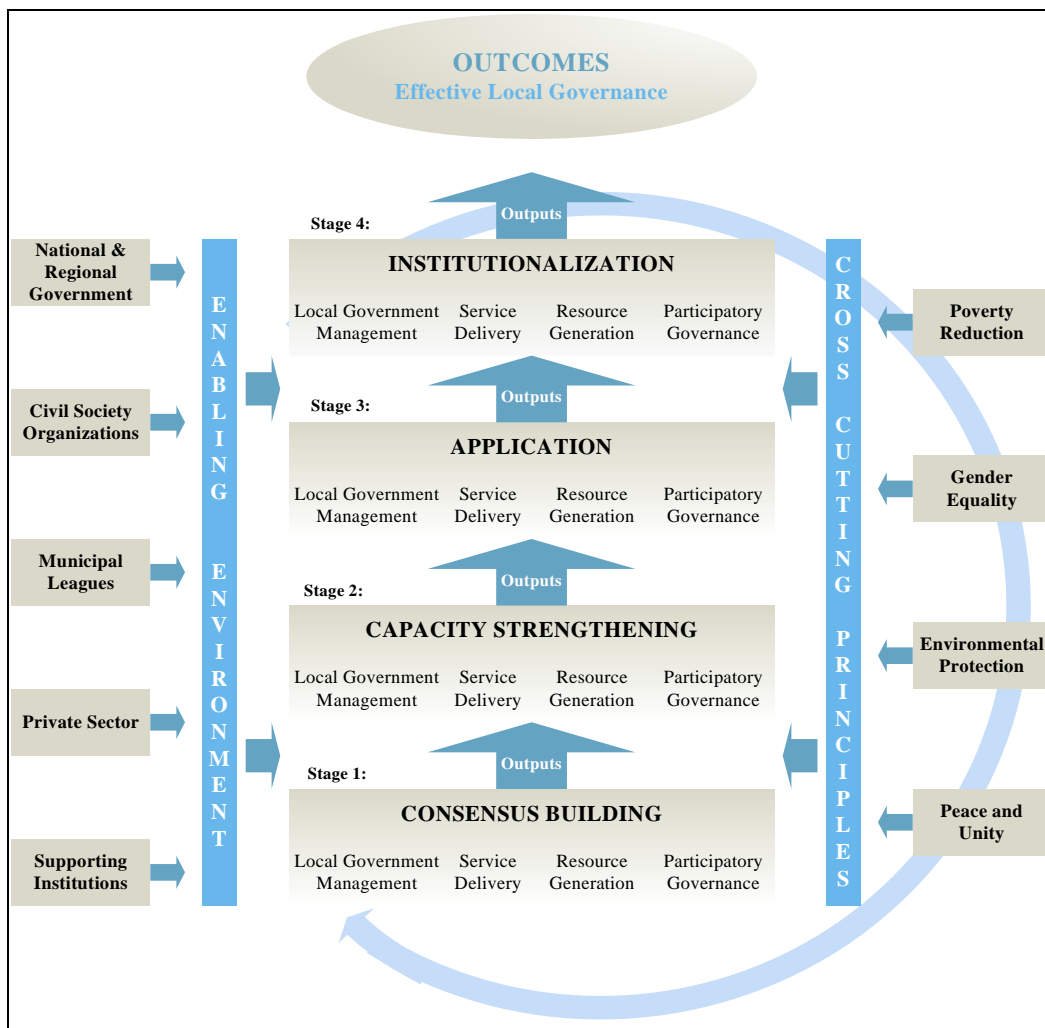 OUTCOMES
Effective Local Governance
Outputs
Stage 4:
INSTITUTIONALIZATION
Local Government
Management
Service
Delivery
Resource
Generation
Participatory
Governance
Outputs
Stage 3:
APPLICATION
Local Government
Management
Service
Delivery
Resource
Generation
Participatory
Governance
Outputs
Stage 2:
CAPACITY STRENGTHENING
Local Government
Management
Service
Delivery
Resource
Generation
Participatory
Governance
Outputs
Stage 1:
CONSENSUS BUILDING
Local Government
Management
Service
Delivery
Resource
Generation
Participatory
Governance
National &
Regional
Government
Civil Society
Organizations
Municipal
Leagues
Private Sector
Supporting
Institutions
ENABLING ENVIRONMENT
CROSS CUTTING PRINCIPLES
Poverty
Reduction
Gender
Equality
Environmental
Protection
Peace and
Unity